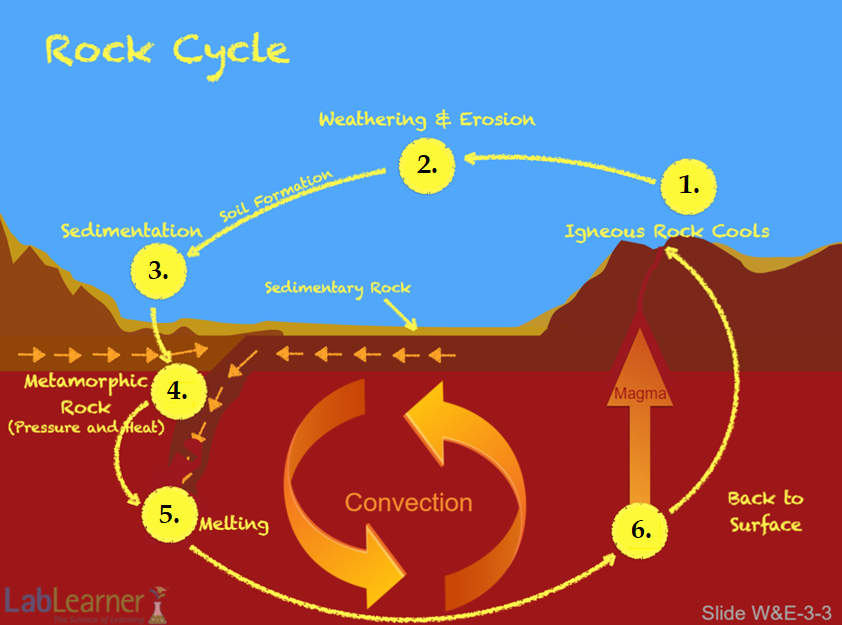 Rock Cycle
Weathering & Erosion
2.
1.
Soil Formation
Igneous Rock Cools
Sedimentation
3.
Sedimentary Rock
Metamorphic
Rock
(Pressure and Heat)
4.
Magma
Convection
5.
Melting
6.
Back to
Surface
LabLearner
The Science of Learning
Slide W&E-3-3